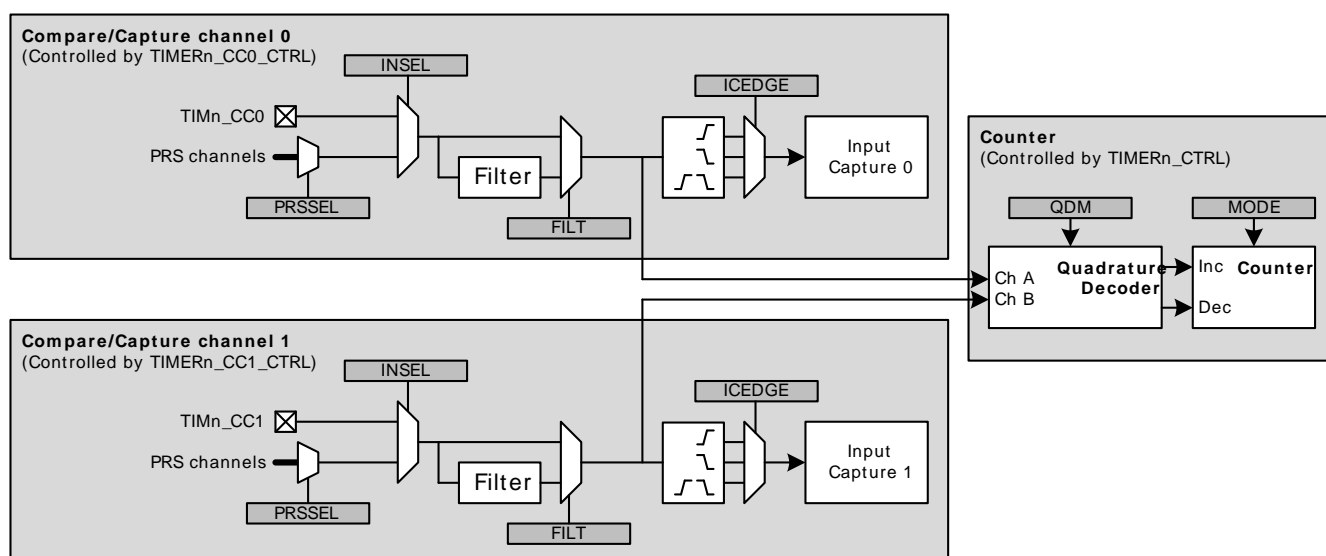 Compare/Capture channel 0
(Controlled by TIMERn_CC0_CTRL)
INSEL
ICEDGE
TIMn_CC0
PRS channels
Filter
Input
Capture 0
PRSSEL
FILT
Counter
(Controlled by TIMERn_CTRL)
QDM
MODE
Ch A
Ch B
Quadrature
Decoder
Inc
Dec
Counter
Compare/Capture channel 1
(Controlled by TIMERn_CC1_CTRL)
INSEL
ICEDGE
TIMn_CC1
PRS channels
Filter
Input
Capture 1
PRSSEL
FILT